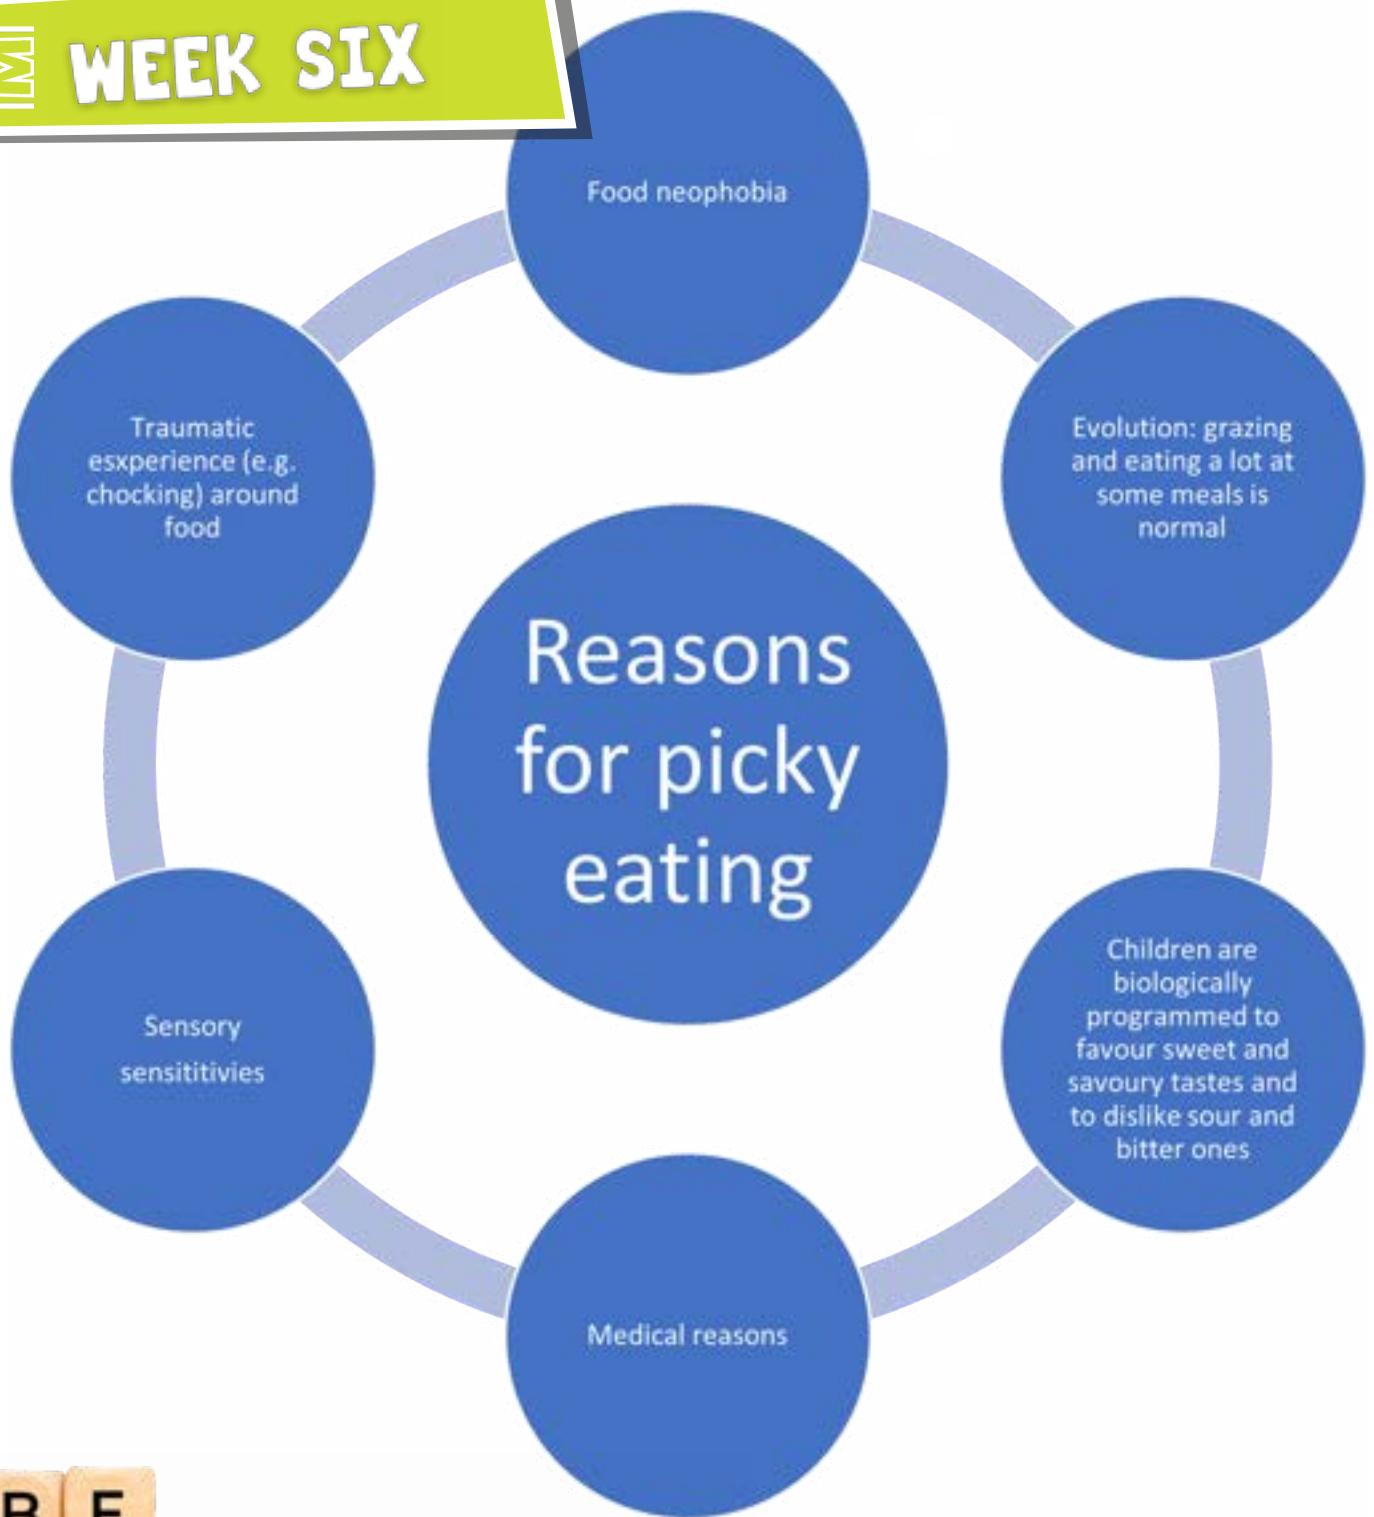 WEEK SIX
Food neophobia
Evolution: grazing
and eating a lot at
some meals is
normal
Children are
biologically
programmed to
favour sweet and
savoury tastes and
to dislike sour and
bitter ones
Medical reasons
Sensory
sensititivies
Traumatic
esxperience (e.g.
chocking) around
food
Reasons
for picky
eating